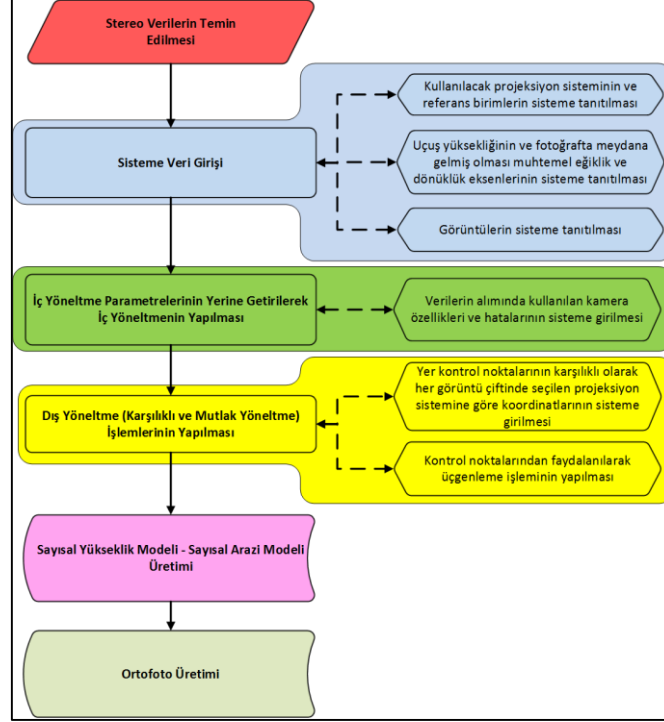 Stereo Verilerin Temin
Edilmesi
Kullanılacak projeksiyon sisteminin ve
referans birimlerin sisteme tanıtılması
Sisteme Veri Girişi
Uçuş yüksekliğinin ve fotoğrafta meydana
gelmiş olması muhtemel eğiklik ve
dönüklük eksenlerinin sisteme tanıtılması
Görüntülerin sisteme tanıtılması
İç Yöneltme Parametrelerinin Yerine Getirilerek
İç Yöneltmenin Yapılması
Verilerin alımında kullanılan kamera
özellikleri ve hatalarının sisteme girilmesi
Dış Yöneltme (Karşılıklı ve Mutlak Yöneltme)
İşlemlerinin Yapılması
Yer kontrol noktalarının karşılıklı olarak
her görüntü çiftinde seçilen projeksiyon
sistemine göre koordinatlarının sisteme
girilmesi
Kontrol noktalarından faydalanılarak
üçgenleme işleminin yapılması
Sayısal Yükseklik Modeli - Sayısal Arazi Modeli
Üretimi
Ortofoto Üretimi